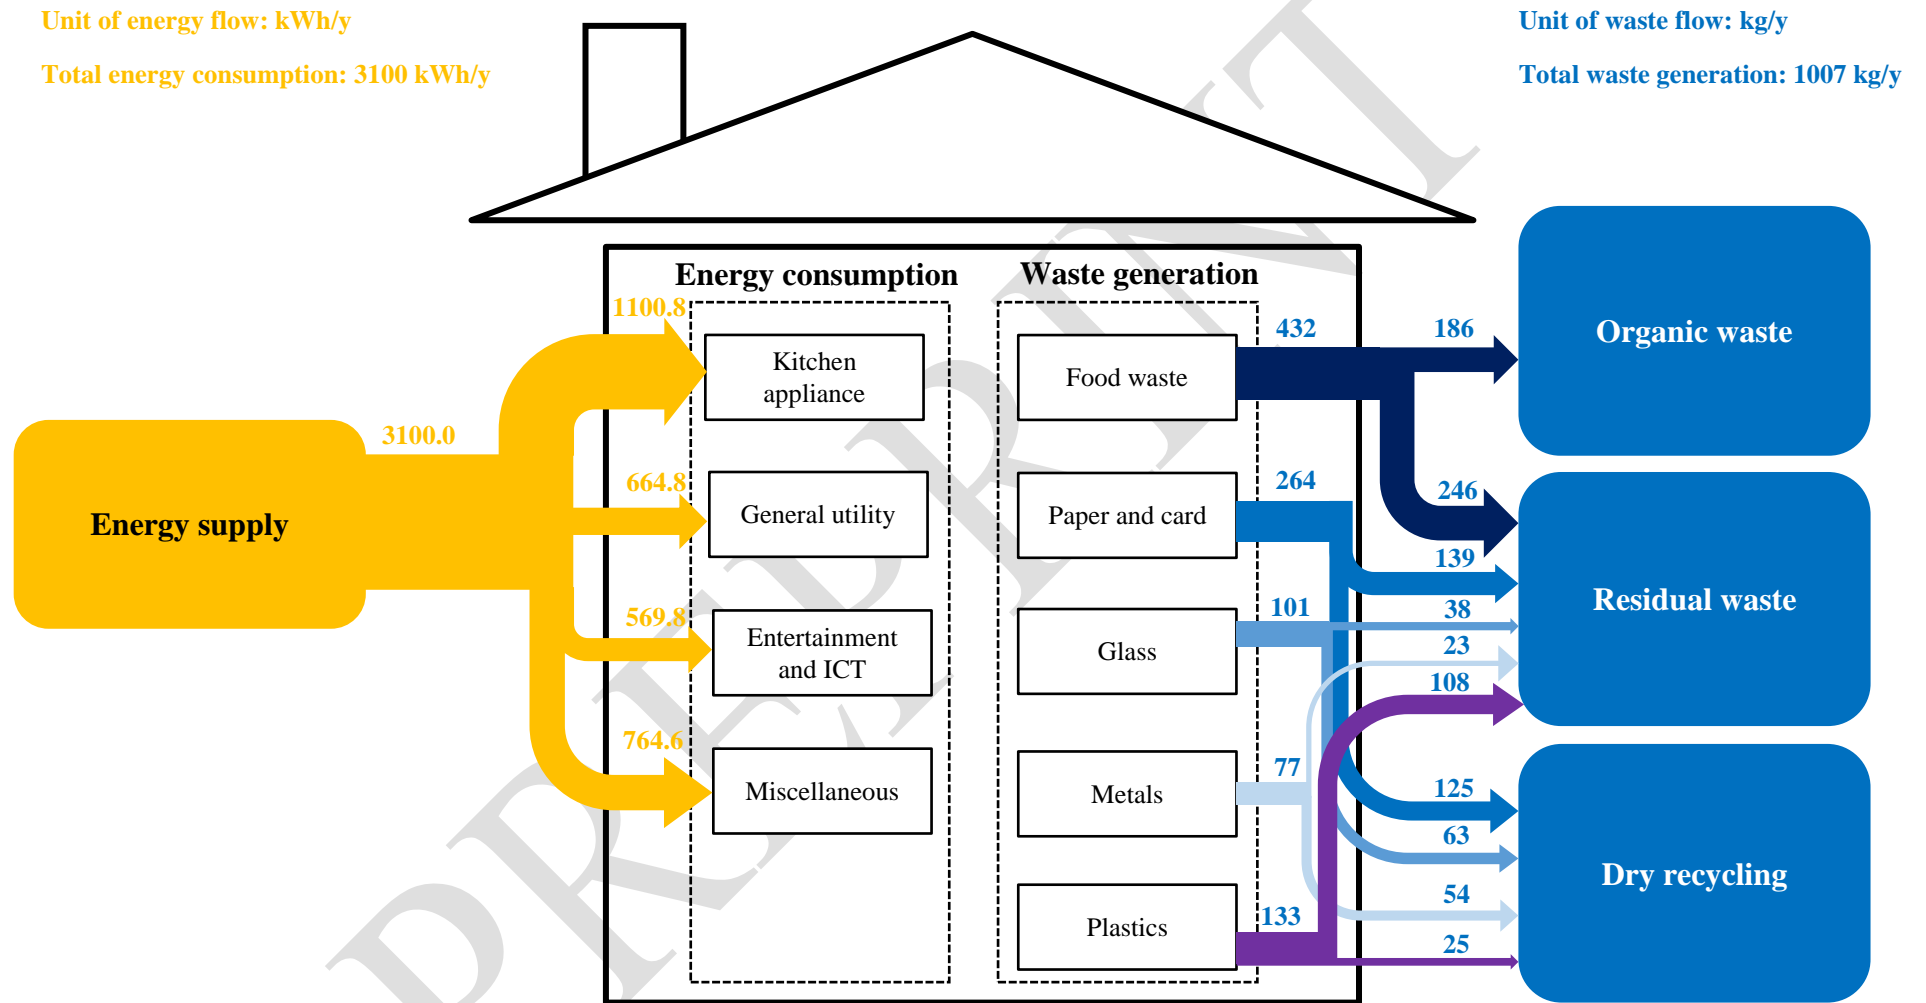 Unit of energy flow: kWh/y
Total energy consumption: 3100 kWh/y
Unit of waste flow: kg/y
Total waste generation: 1007 kg/y
Energy consumption
Waste generation
Energy supply
3100.0
1100.8
Kitchen
appliance
664.8
General utility
569.8
Entertainment
and ICT
764.6
Miscellaneous
Food waste
432
Paper and card
264
Glass
101
Metals
77
Plastics
133
186
Organic waste
246
139
38
23
108
Residual waste
125
63
54
25
Dry recycling
PREPRINT